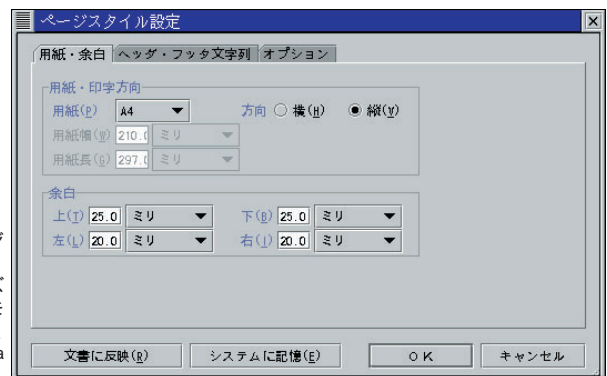 ページスタイル設定
用紙・余白 ヘッダ・フッタ文字列 オプション
用紙・印字方向
用紙(P) A4 方向 横(H) 縦(V)
用紙幅(W) 210.0 ミリ
用紙長(G) 297.0 ミリ
余白
上(T) 25.0 ミリ 下(B) 25.0 ミリ
左(L) 20.0 ミリ 右(I) 20.0 ミリ
a
文書に反映(R) システムに記憶(E) OK キャンセル